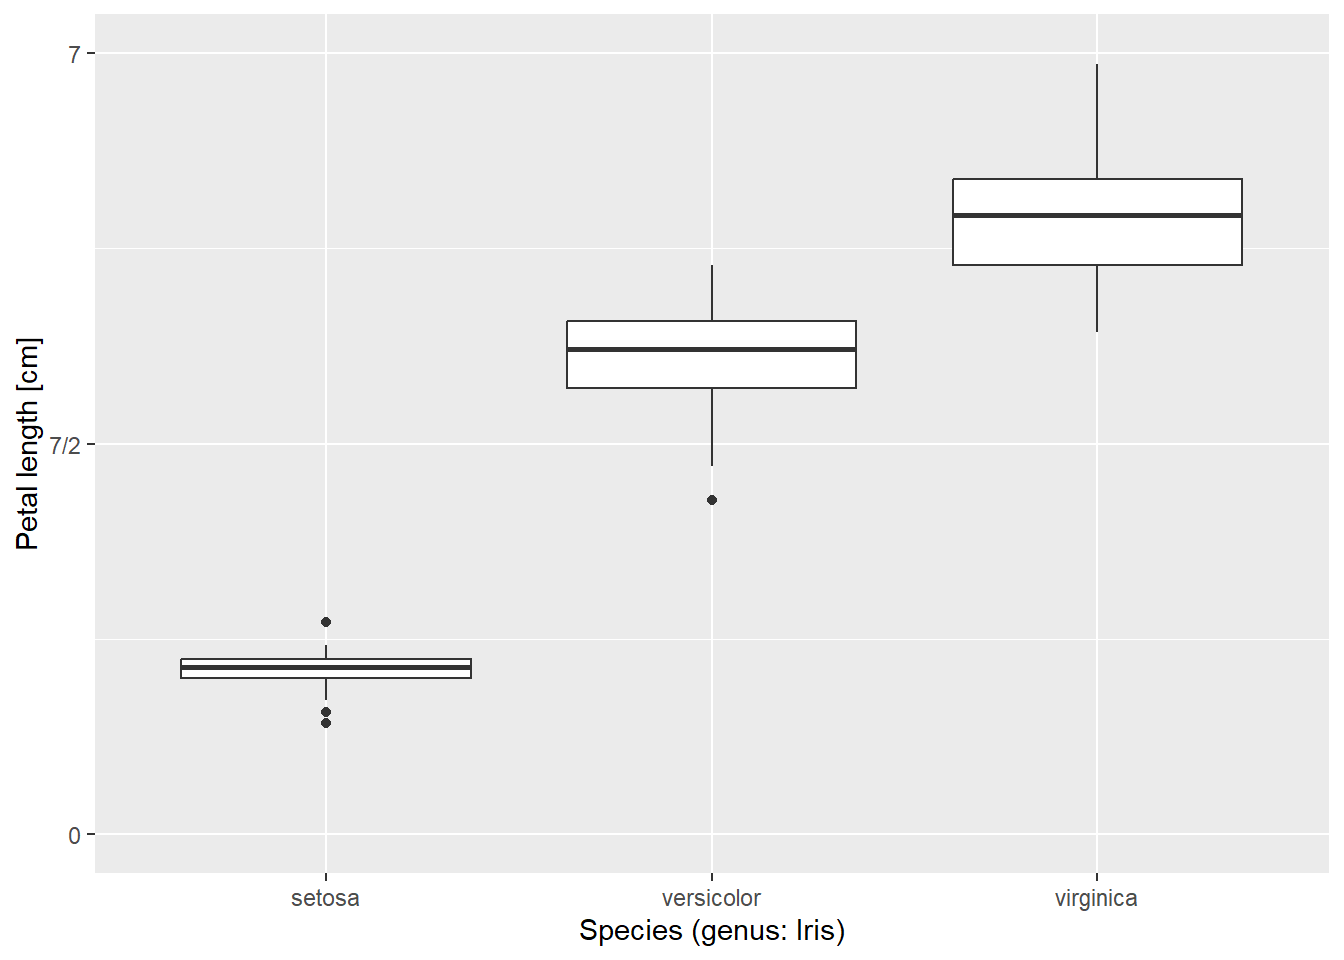 Petal length [cm]
7
7/2
0
setosa
versicolor
virginica
Species (genus: Iris)